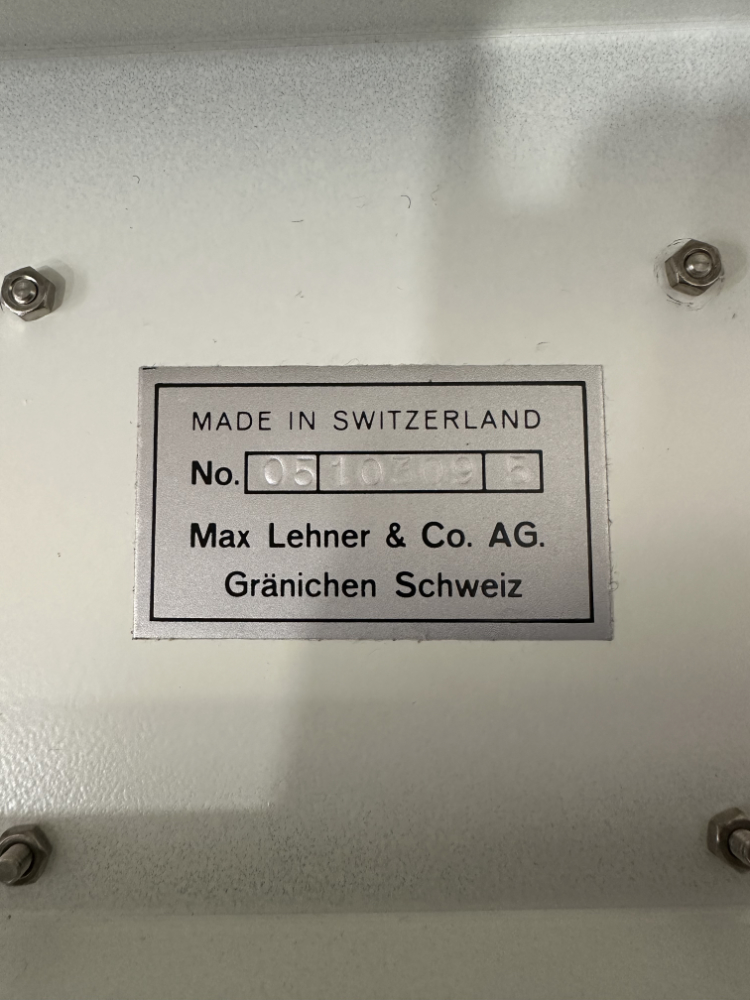 MADE IN SWITZERLAND
No. 05 10309 5
Max Lehner & Co. AG.
Gränichen Schweiz